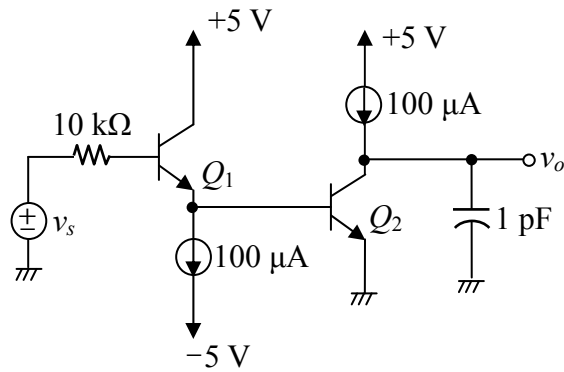 +5 V
+5 V
100 μA
10 kΩ
Q1
vo
vs
Q2
1 pF
100 μA
−5 V